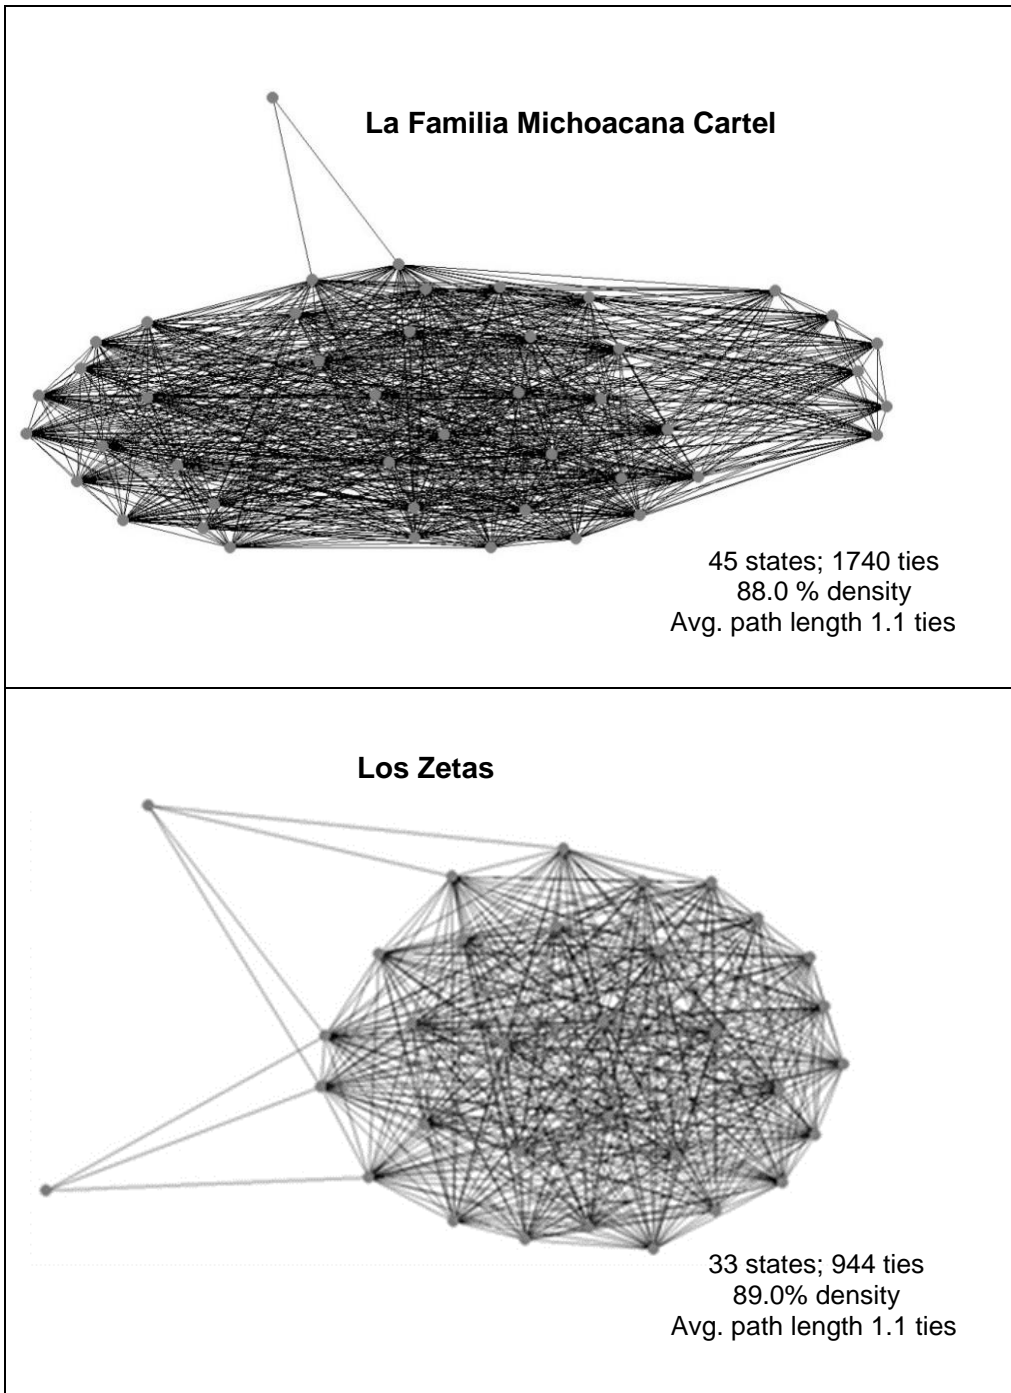 La Familia Michoacana Cartel
45 states; 1740 ties
88.0 % density
Avg. path length 1.1 ties
Los Zetas
33 states; 944 ties
89.0% density
Avg. path length 1.1 ties